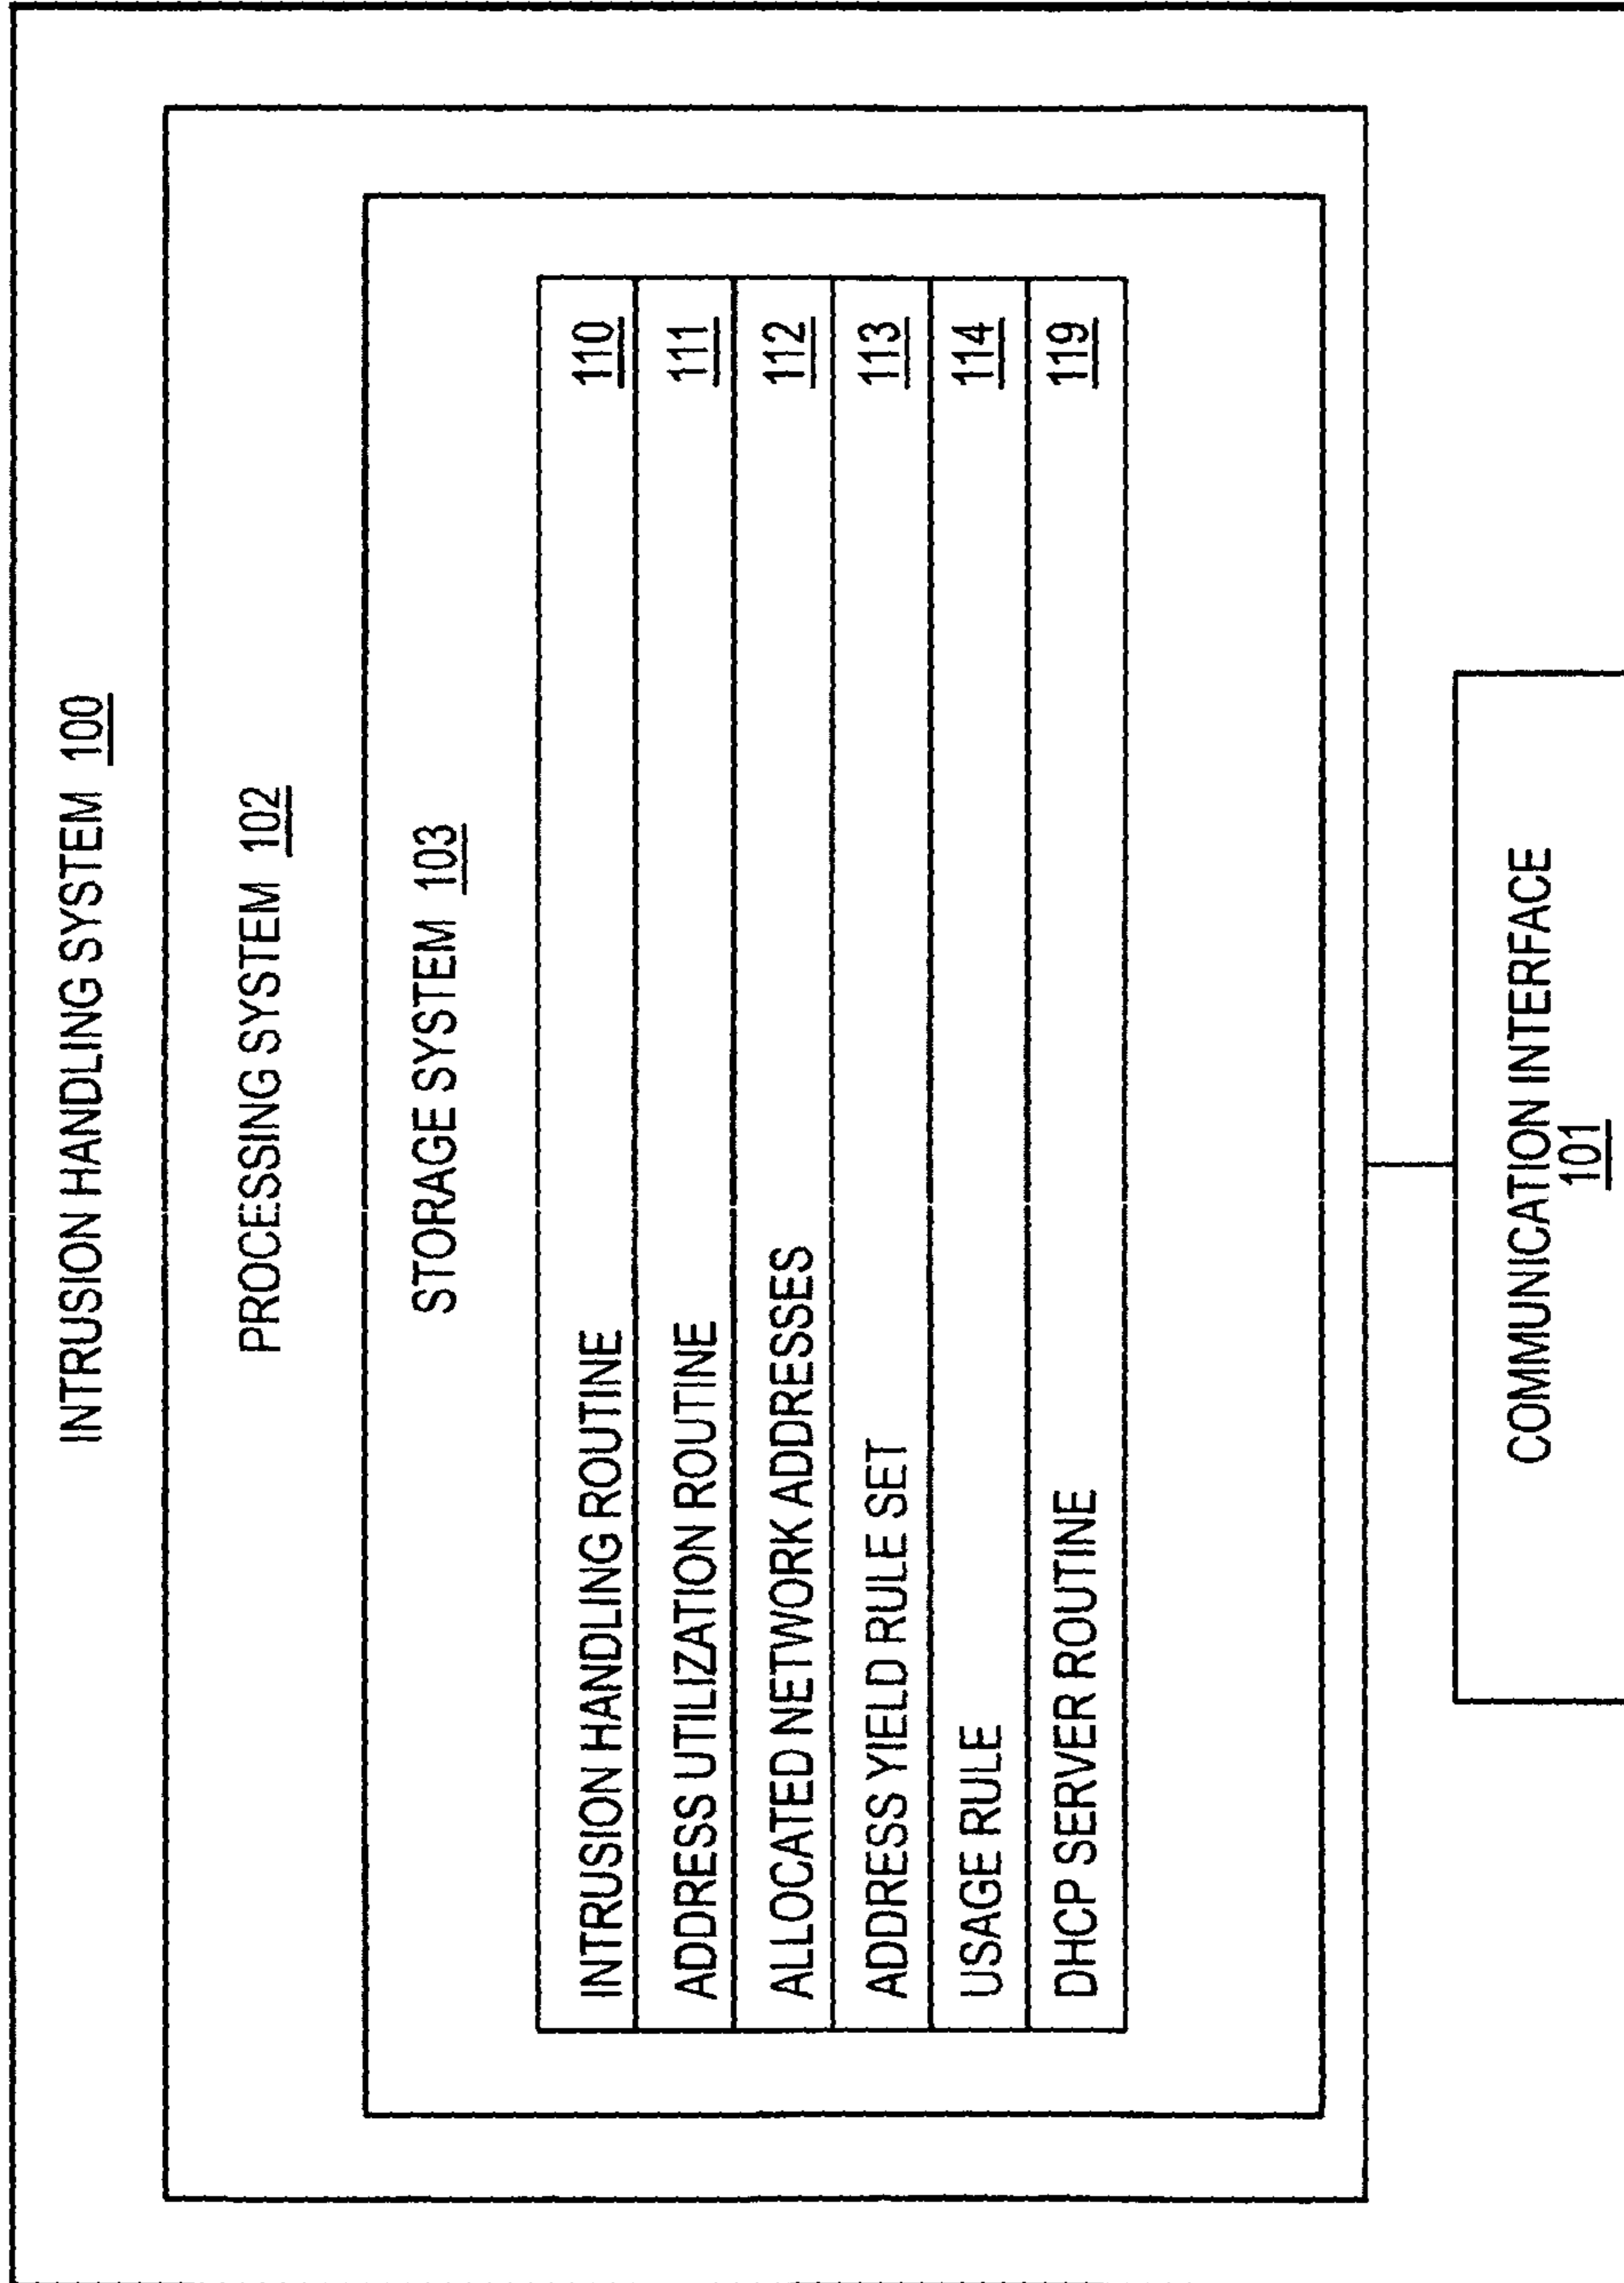 INTRUSION HANDLING SYSTEM 100
PROCESSING SYSTEM 102
STORAGE SYSTEM 103
INTRUSION HANDLING ROUTINE 110
ADDRESS UTILIZATION ROUTINE 111
ALLOCATED NETWORK ADDRESSES 112
ADDRESS YIELD RULE SET 113
USAGE RULE 114
DHCP SERVER ROUTINE 119
COMMUNICATION INTERFACE
101